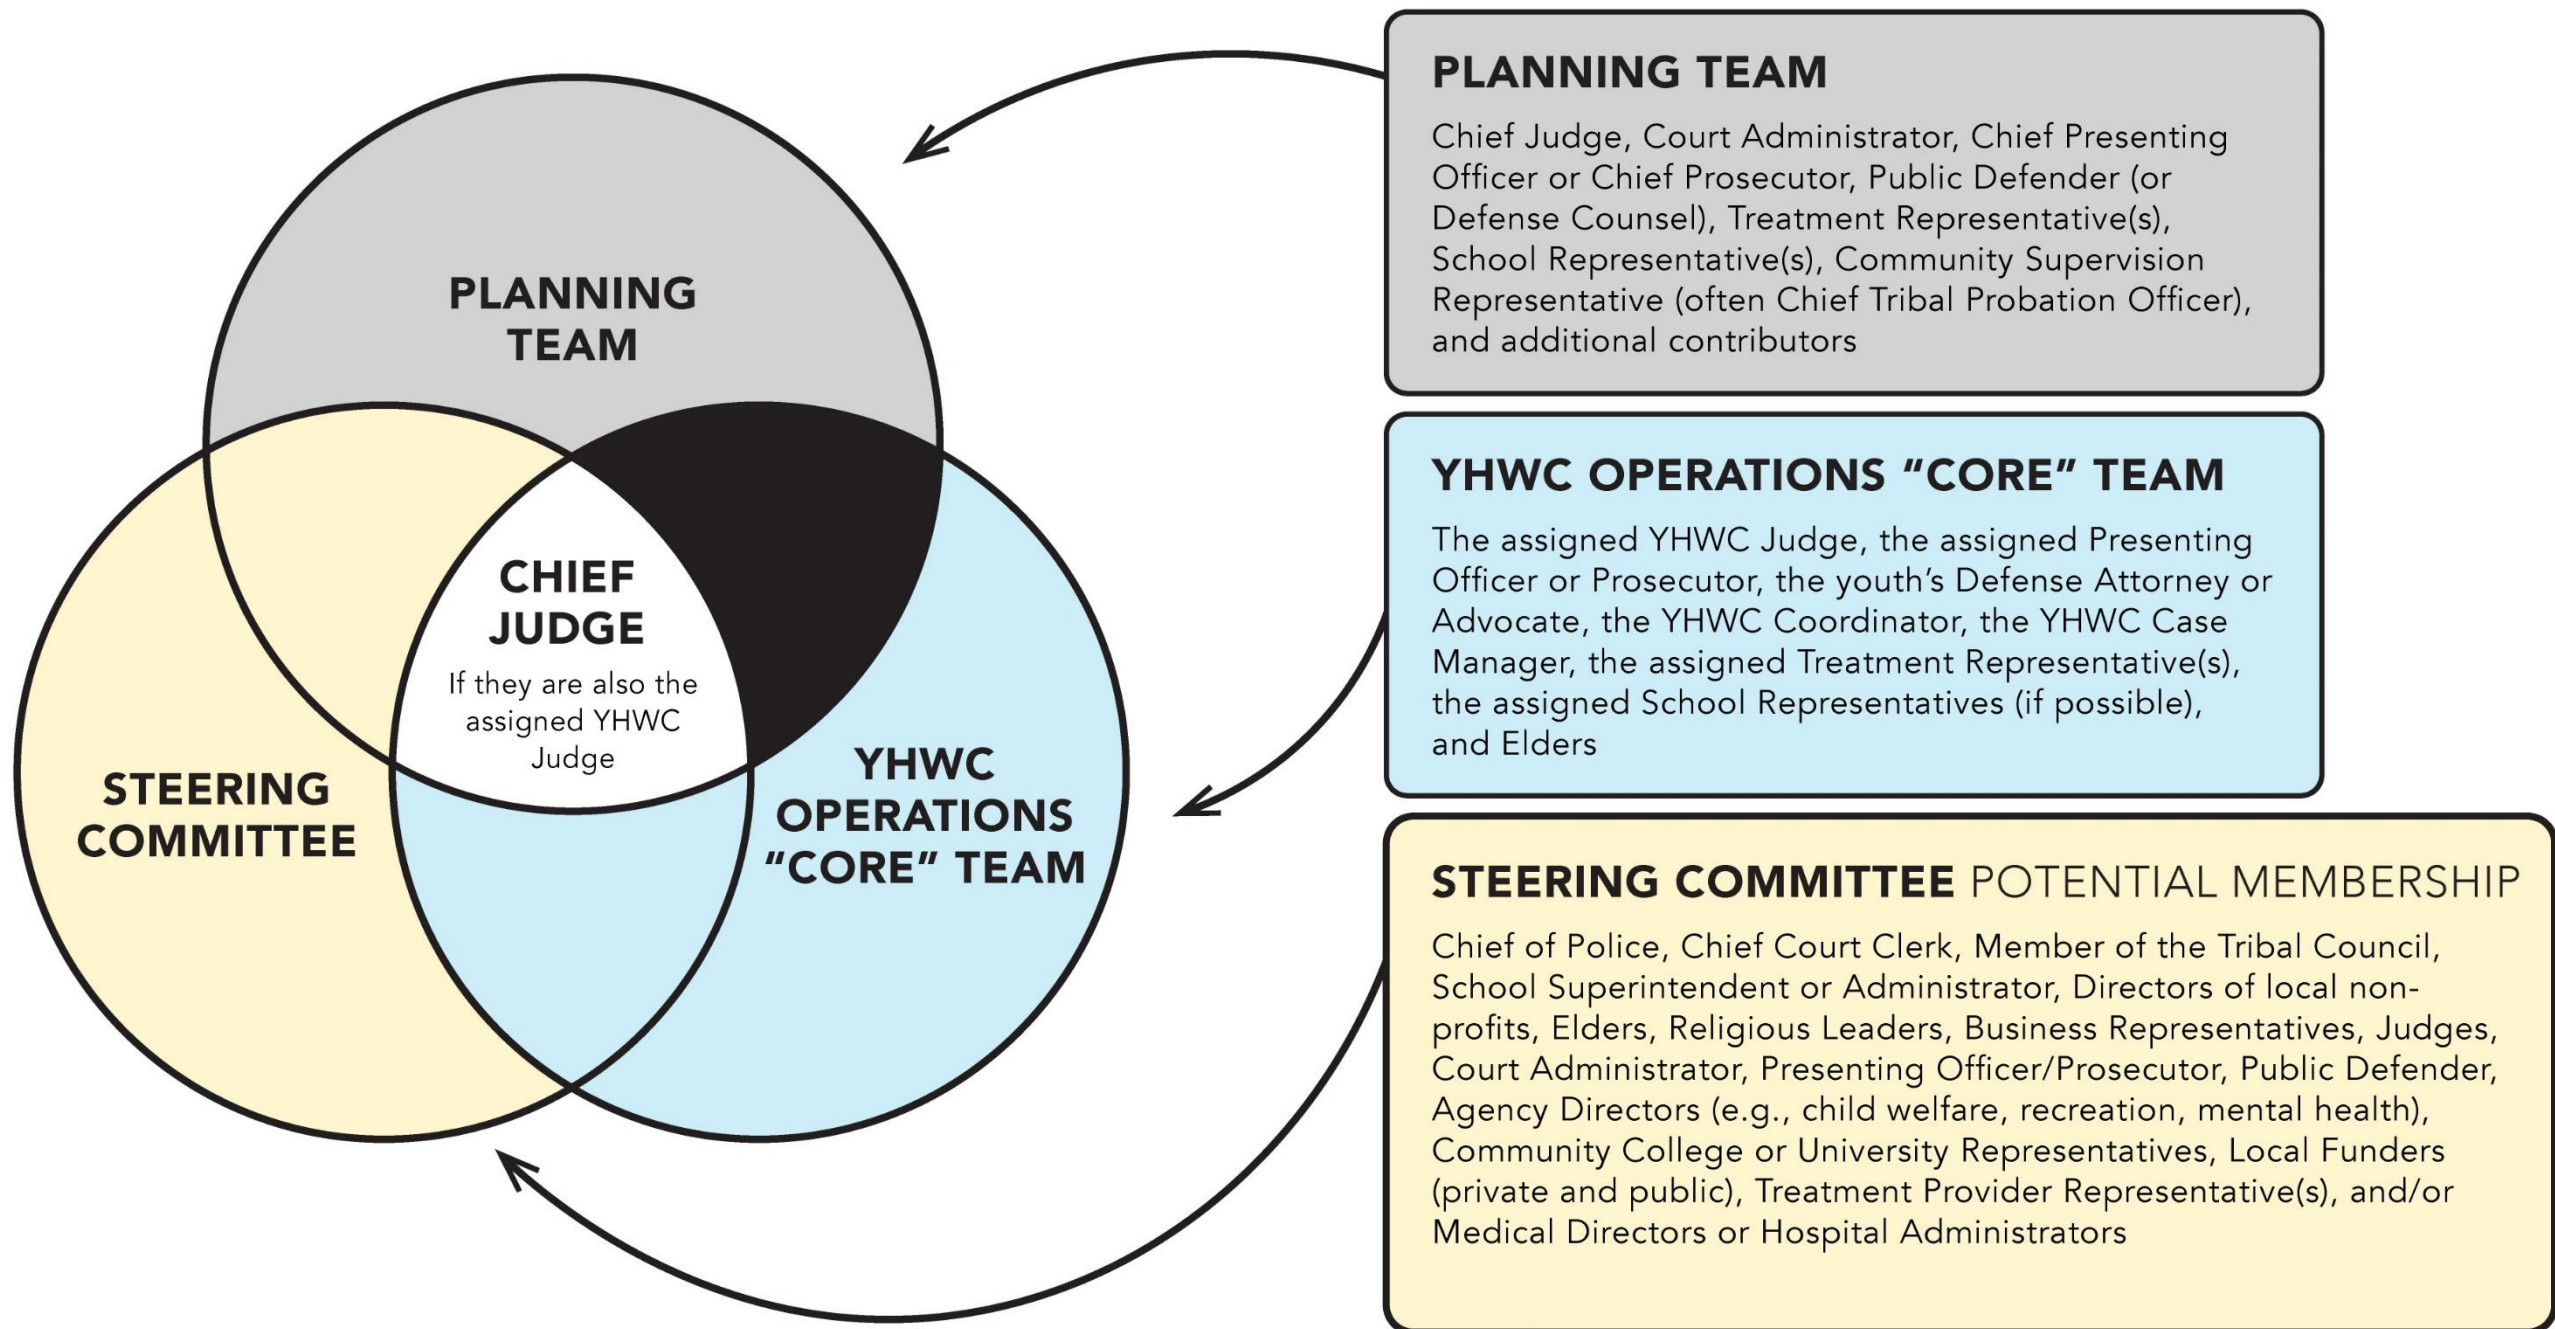 PLANNING
TEAM
CHIEF
JUDGE
If they are also the
assigned YHWC
Judge
STEERING
COMMITTEE
YHWC
OPERATIONS
“CORE” TEAM
PLANNING TEAM
Chief Judge, Court Administrator, Chief Presenting
Officer or Chief Prosecutor, Public Defender (or
Defense Counsel), Treatment Representative(s),
School Representative(s), Community Supervision
Representative (often Chief Tribal Probation Officer),
and additional contributors
YHWC OPERATIONS “CORE” TEAM
The assigned YHWC Judge, the assigned Presenting
Officer or Prosecutor, the youth’s Defense Attorney or
Advocate, the YHWC Coordinator, the YHWC Case
Manager, the assigned Treatment Representative(s),
the assigned School Representatives (if possible),
and Elders
STEERING COMMITTEE POTENTIAL MEMBERSHIP
Chief of Police, Chief Court Clerk, Member of the Tribal Council,
School Superintendent or Administrator, Directors of local non-
profits, Elders, Religious Leaders, Business Representatives, Judges,
Court Administrator, Presenting Officer/Prosecutor, Public Defender,
Agency Directors (e.g., child welfare, recreation, mental health),
Community College or University Representatives, Local Funders
(private and public), Treatment Provider Representative(s), and/or
Medical Directors or Hospital Administrators